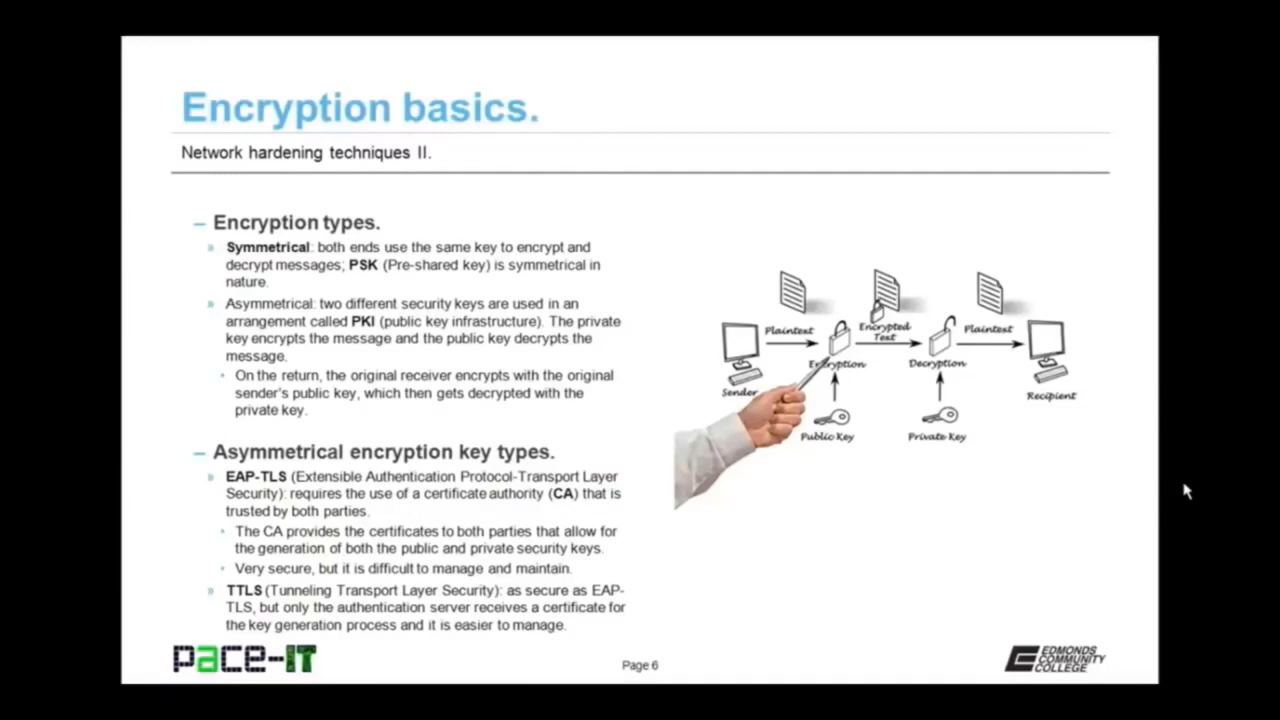 Encryption basics.
Network hardening techniques II.
– Encryption types.
» Symmetrical: both ends use the same key to encrypt and
decrypt messages; PSK (Pre-shared key) is symmetrical in
nature.
» Asymmetrical: two different security keys are used in an
arrangement called PKI (public key infrastructure). The private
key encrypts the message and the public key decrypts the
message.
• On the return, the original receiver encrypts with the original
sender's public key, which then gets decrypted with the
private key.
– Asymmetrical encryption key types.
» EAP-TLS (Extensible Authentication Protocol-Transport Layer
Security): requires the use of a certificate authority (CA) that is
trusted by both parties.
• The CA provides the certificates to both parties that allow for
the generation of both the public and private security keys.
• Very secure, but it is difficult to manage and maintain.
» TTLS (Tunneling Transport Layer Security): as secure as EAP-
TLS, but only the authentication server receives a certificate for
the key generation process and it is easier to manage.
Plaintext
Encrypted
Text
Plaintext
Encryption
Decryption
Sender
Recipient
Public Key
Private Key
pace-IT
Page 6
EDMONDS
COMMUNITY
COLLEGE